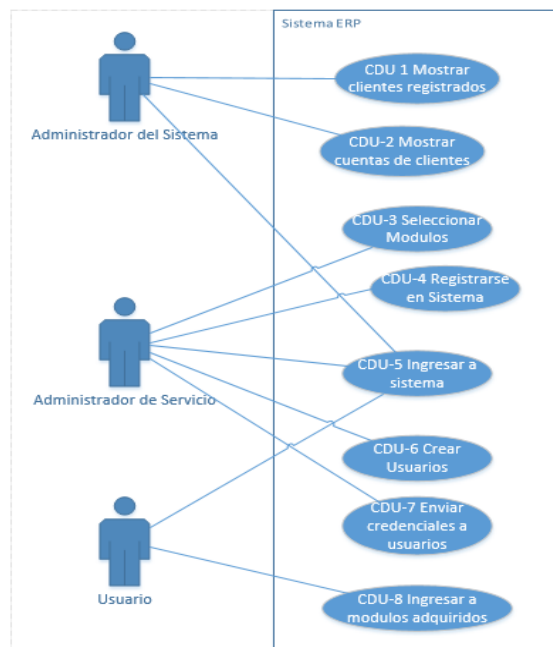 Sistema ERP
CDU 1 Mostrar
clientes registrados
Administrador del Sistema
CDU-2 Mostrar
cuentas de clientes
CDU-3 Seleccionar
Modulos
CDU-4 Registrarse
en Sistema
CDU-5 Ingresar a
sistema
Administrador de Servicio
CDU-6 Crear
Usuarios
CDU-7 Enviar
credenciales a
usuarios
Usuario
CDU-8 Ingresar a
modulos adquiridos